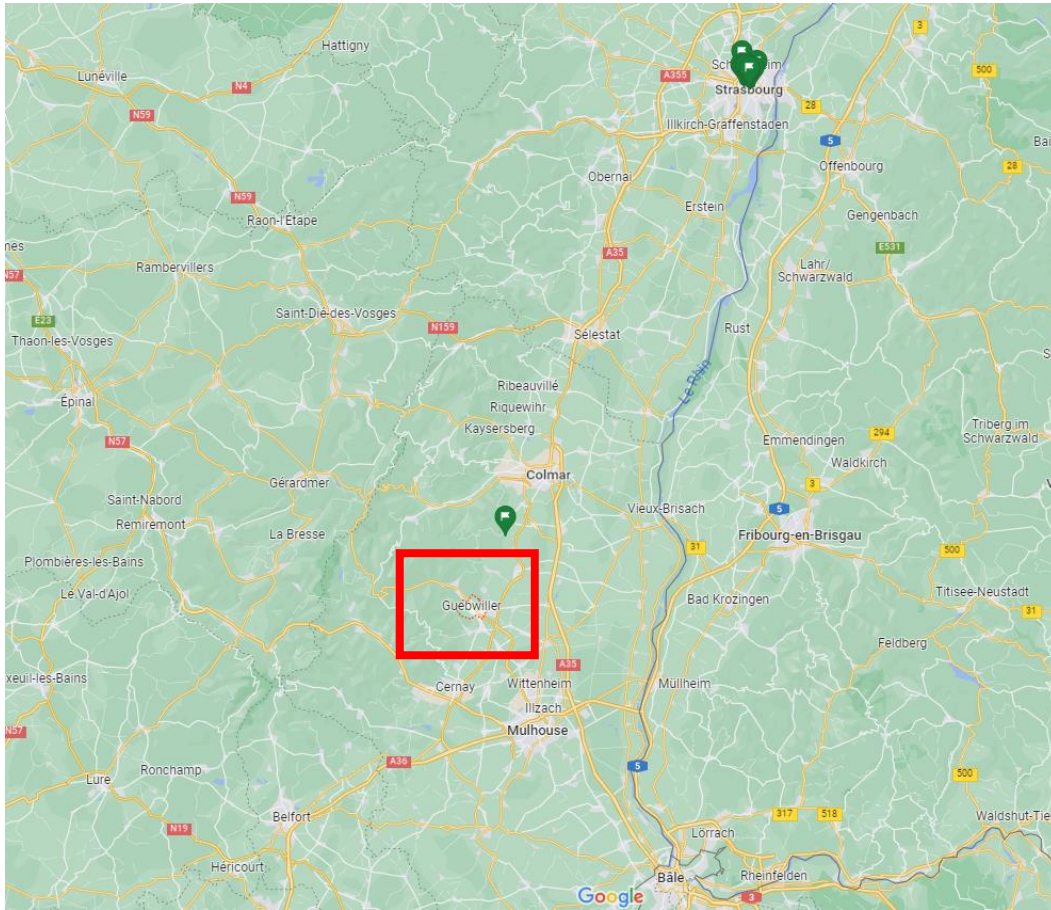 Hattigny
3
Lunéville
A355
500
N4
Strasbourg
28
N59
Illkirch-Graffenstaden
5
Offenbourg
28
Obernai
N59
Erstein
Raon-l'Étape
Gengenbach
A35
E531
Rambervillers
Lahr/
Schwarzwald
N57
Saint-Dié-des-Vosges
E23
N159
Rust
Thaon-les-Vosges
Sélestat
Le Rhin
Ribeauvillé
Épinal
Riquewihr
Kaysersberg
Triberg im
Schwarzwald
294
N57
Emmendingen
Waldkirch
Colmar
Gérardmer
3
Saint-Nabord
Vieux-Brisach
5
Remiremont
La Bresse
Fribourg-en-Brisgau
31
500
Plombières-les-Bains
Le Val-d'Ajol
Titisee-Neustadt
Guebwiller
Bad Krozingen
31
Feldberg
A35
xeuil-les-Bains
Cernay
Wittenheim
Müllheim
Illzach
N57
Mulhouse
A36
5
Ronchamp
Lure
500
Belfort
317
518
Waldshut-Tie
N19
Lörrach
Héricourt
Bâle
Rheinfelden
Google
3